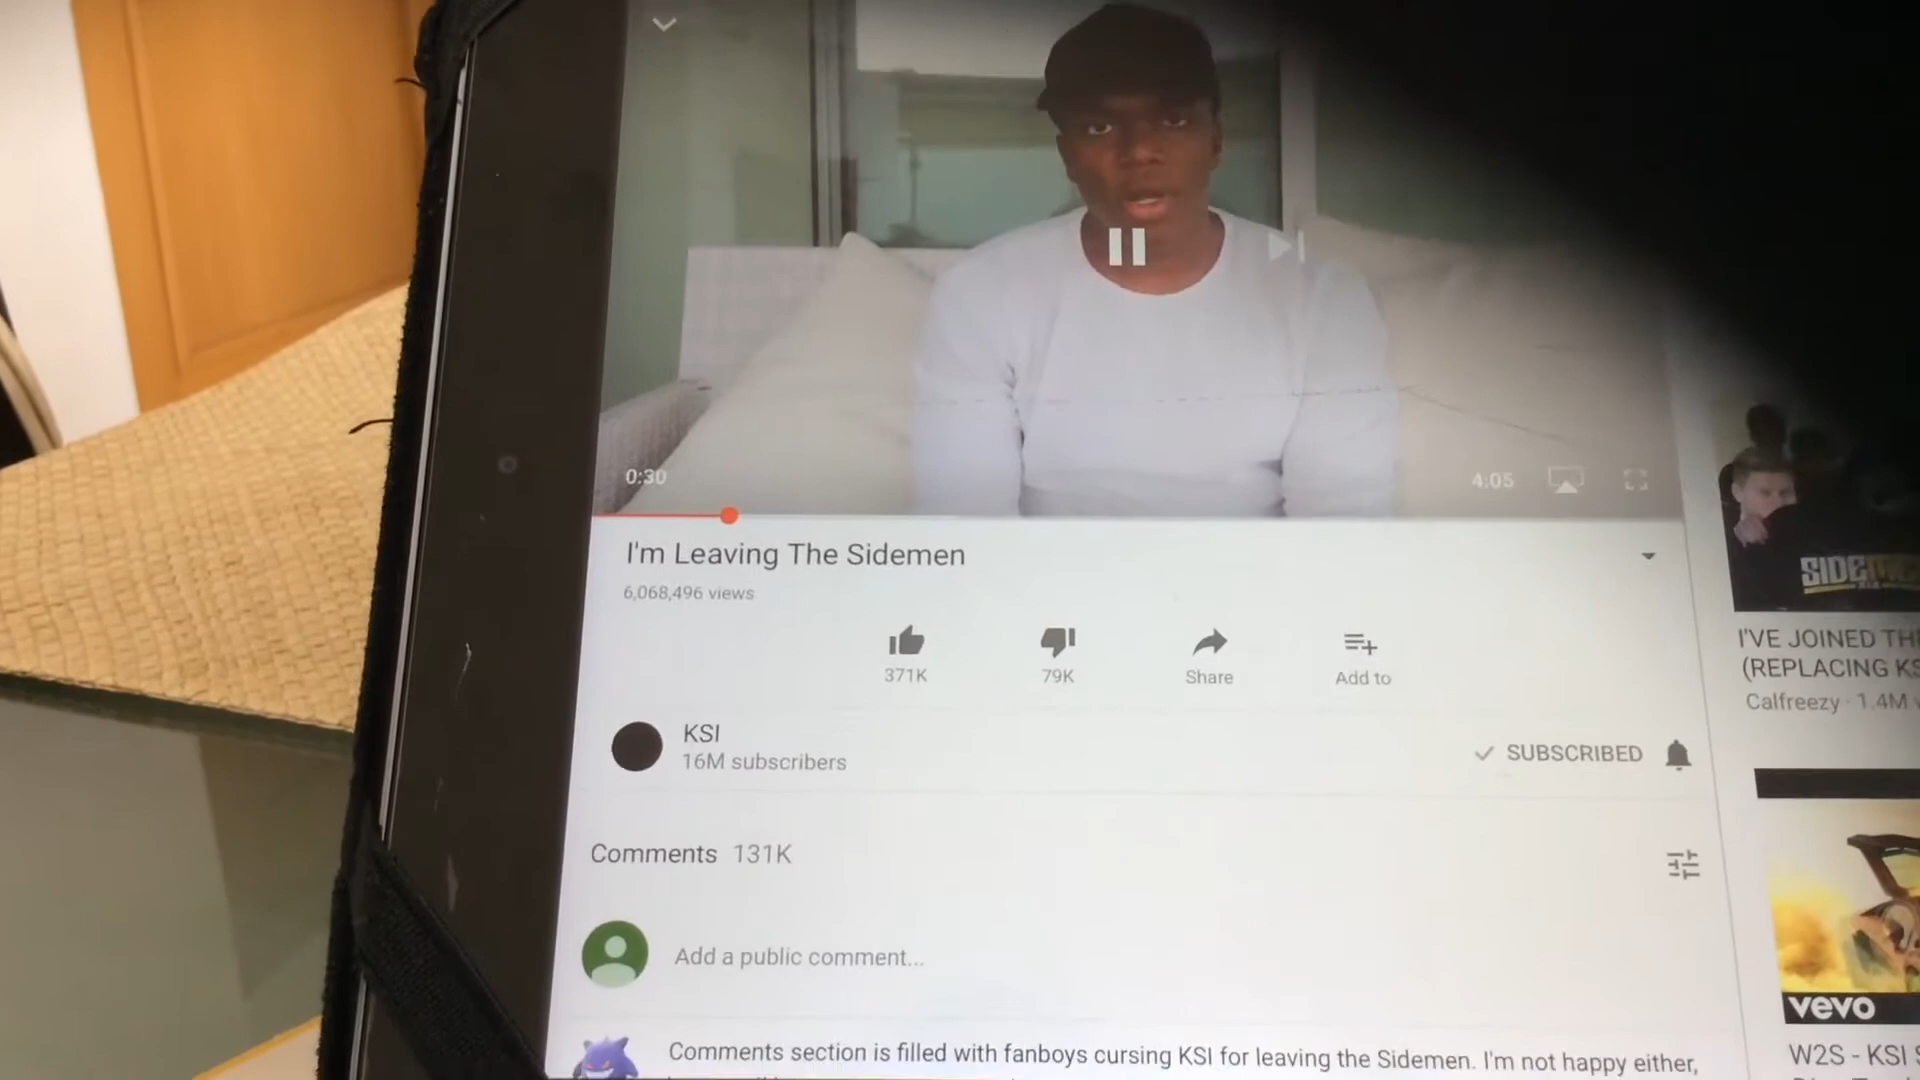 0:30
4:05
I'm Leaving The Sidemen
6,068,496 views
371K
79K
Share
Add to
KSI
16M subscribers
SUBSCRIBED
Comments 131K
Add a public comment...
Comments section is filled with fanboys cursing KSI for leaving the Sidemen. I'm not happy either,
I'VE JOINED
(REPLACING
Calfreezy · 1.4M
vevo
W2S - KSI